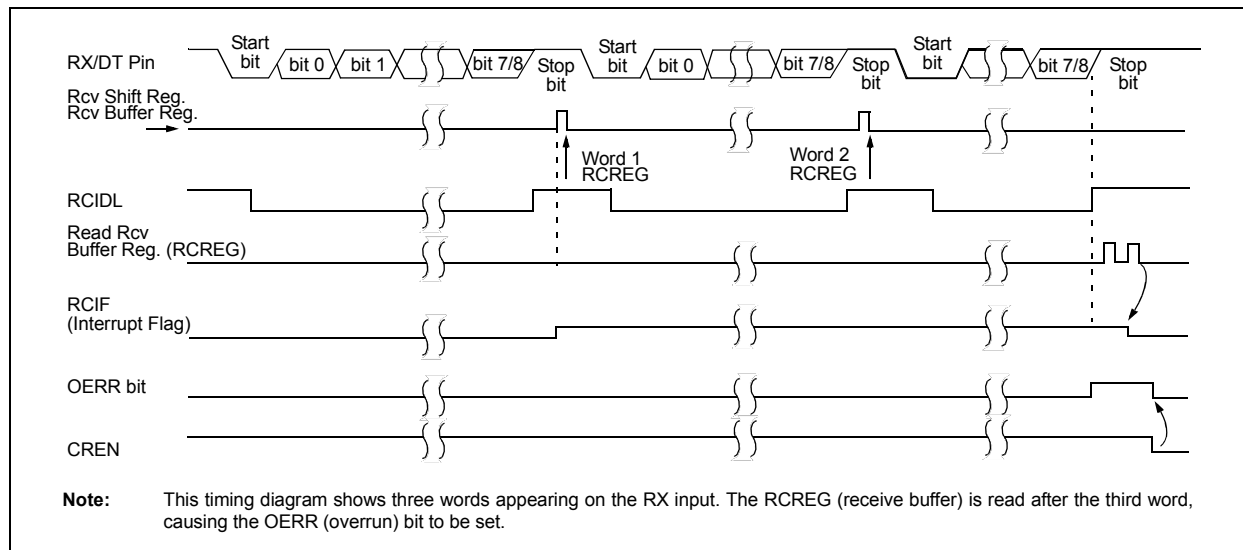 RX/DT Pin
Start
bit
bit 0
bit 1
bit 7/8
Stop
bit
Start
bit
bit 0
bit 7/8
Stop
bit
Start
bit
bit 7/8
Stop
bit
Rcv Shift Reg.
Rcv Buffer Reg.
Word 1
RCREG
Word 2
RCREG
RCIDL
Read Rcv
Buffer Reg. (RCREG)
RCIF
(Interrupt Flag)
OERR bit
CREN
Note: This timing diagram shows three words appearing on the RX input. The RCREG (receive buffer) is read after the third word,
causing the OERR (overrun) bit to be set.